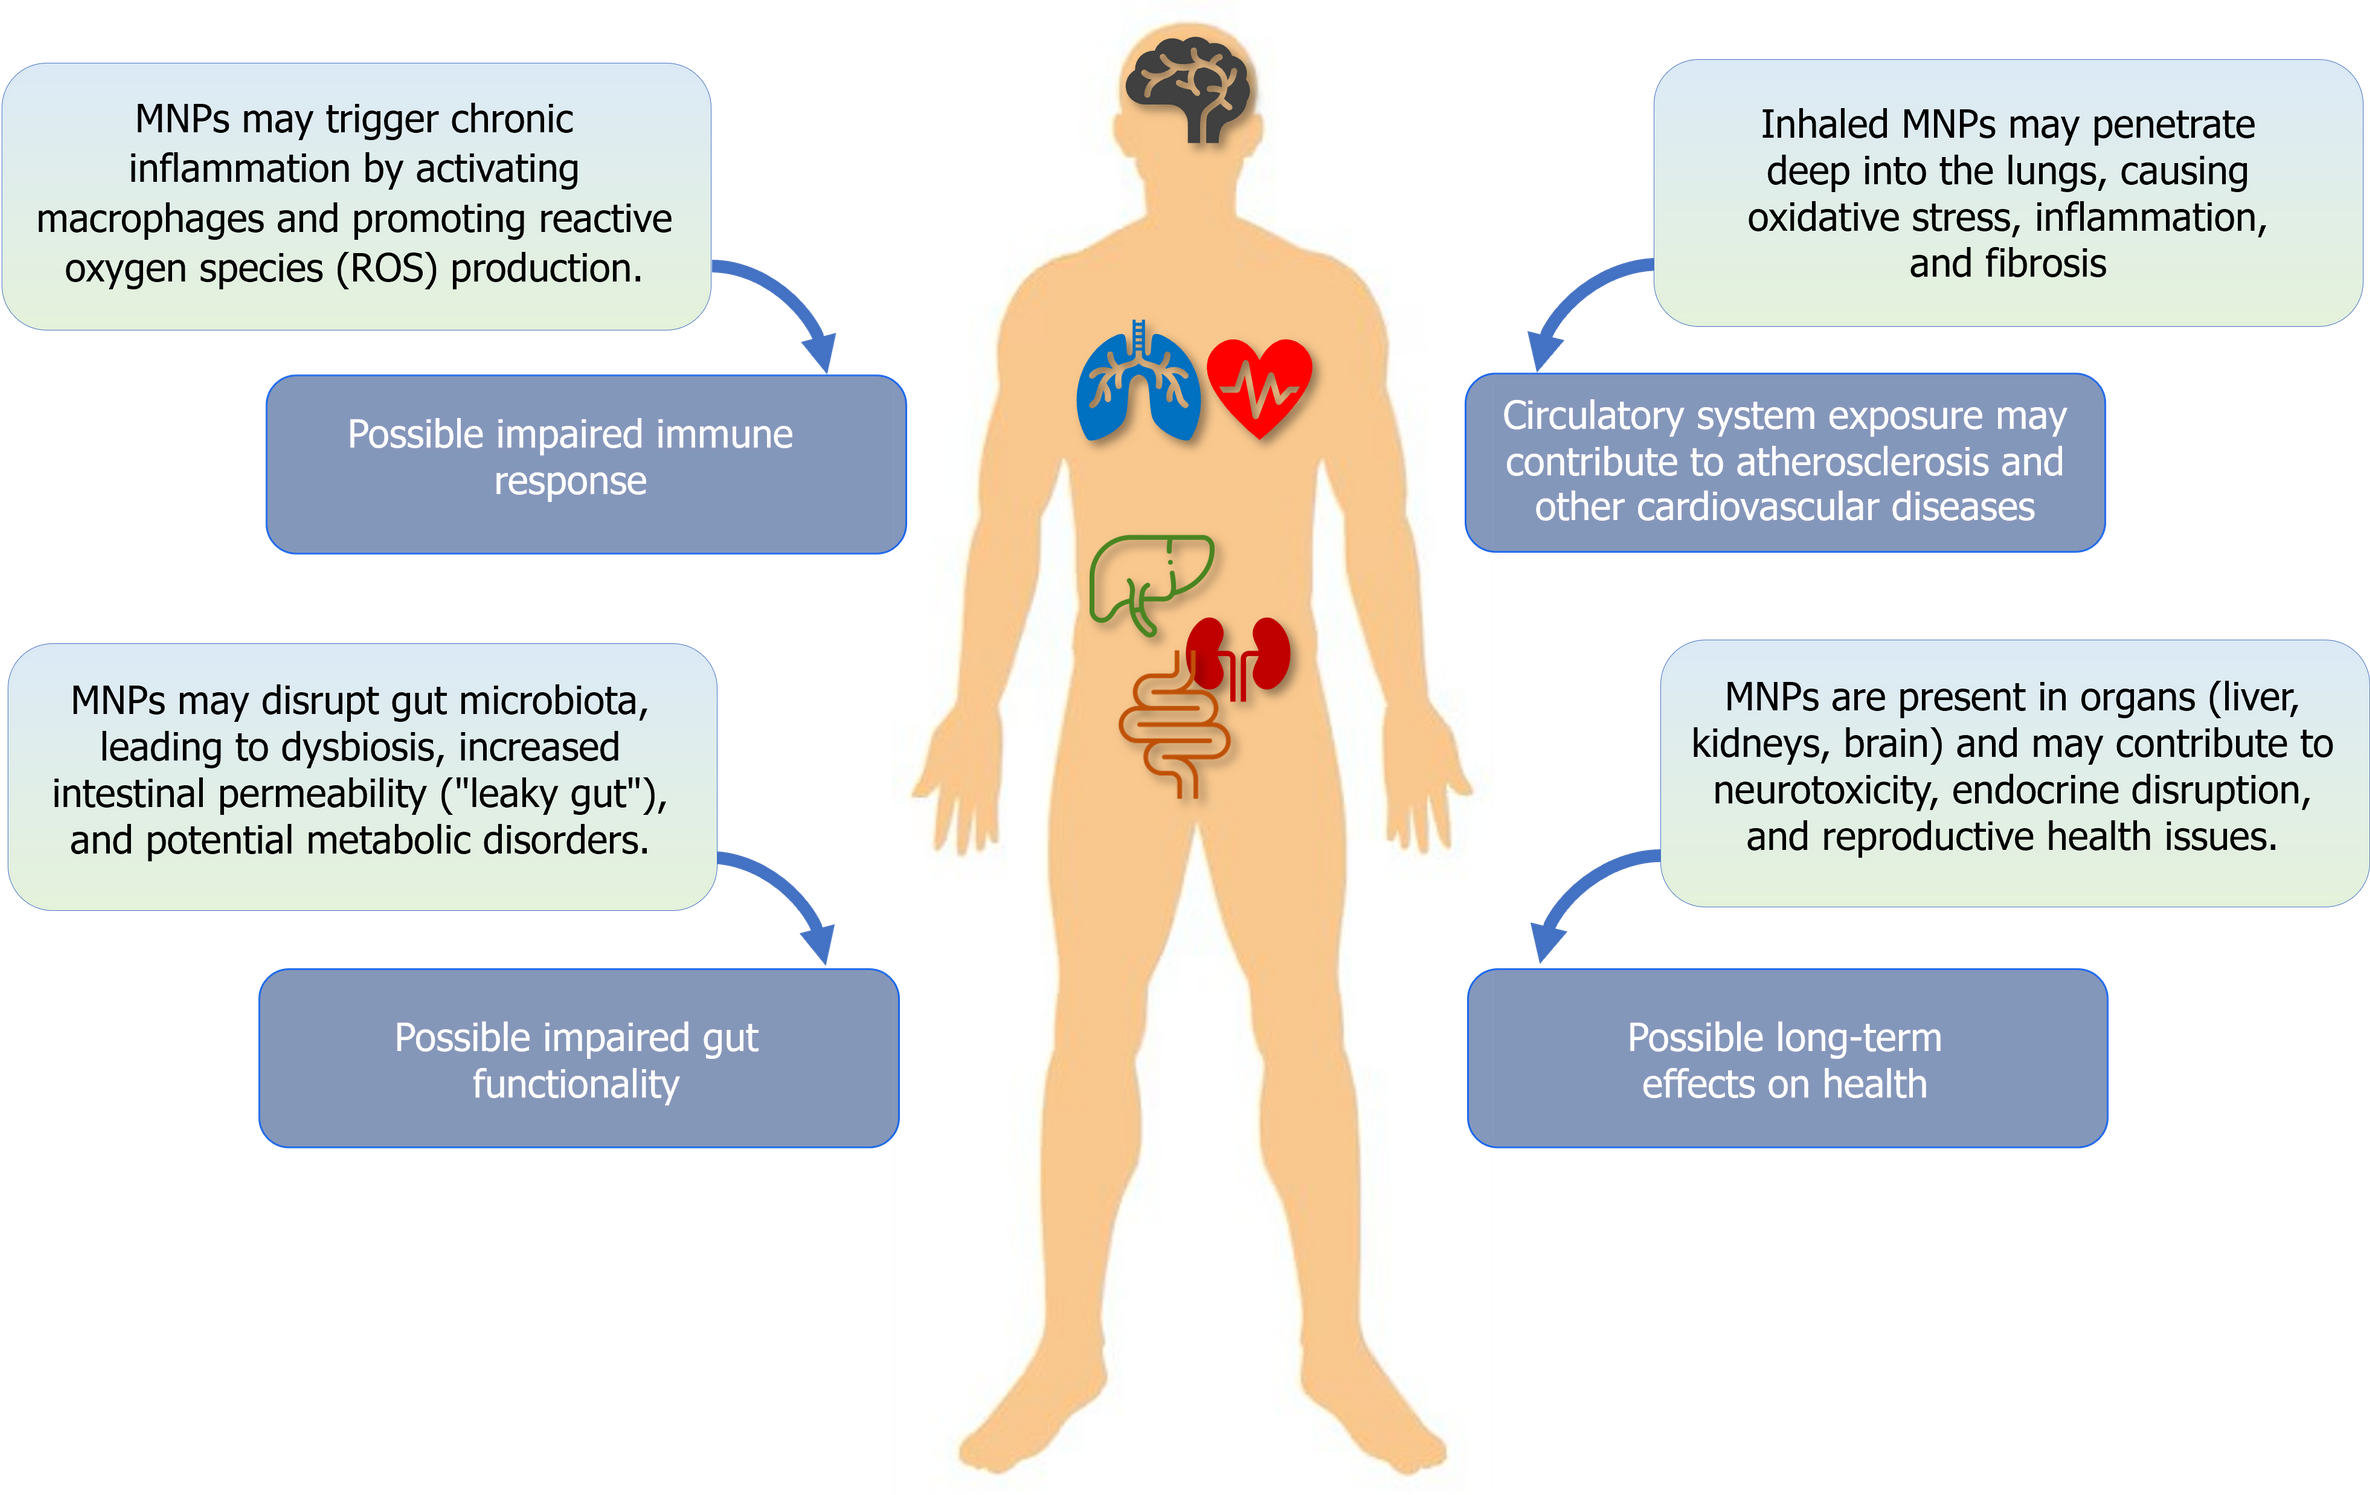 MNPs may trigger chronic
inflammation by activating
macrophages and promoting reactive
oxygen species (ROS) production.
Possible impaired immune
response
Inhaled MNPs may penetrate
deep into the lungs, causing
oxidative stress, inflammation,
and fibrosis
Circulatory system exposure may
contribute to atherosclerosis and
other cardiovascular diseases
MNPs may disrupt gut microbiota,
leading to dysbiosis, increased
intestinal permeability ("leaky gut"),
and potential metabolic disorders.
Possible impaired gut
functionality
MNPs are present in organs (liver,
kidneys, brain) and may contribute to
neurotoxicity, endocrine disruption,
and reproductive health issues.
Possible long-term
effects on health